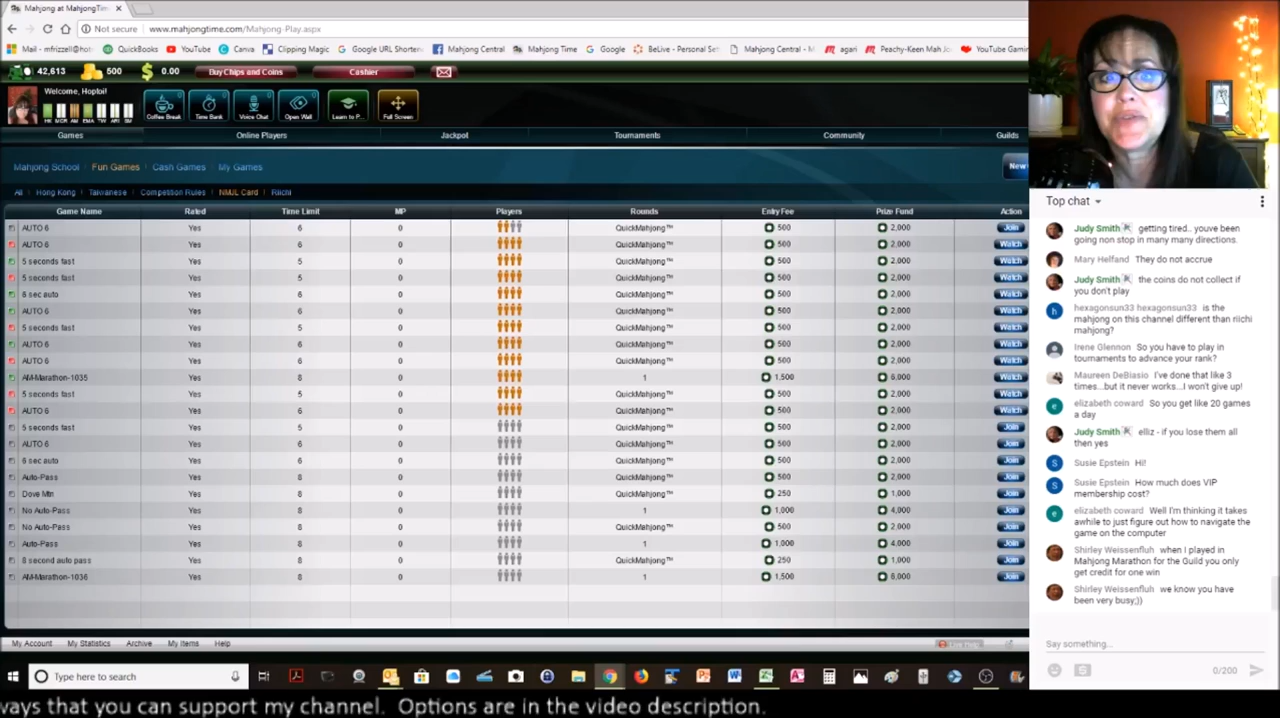 Mahjong at MahjongTime
Not secure | www.mahjongtime.com/Mahjong-Play.aspx
Mail - mfrizzell@hot
QuickBooks
YouTube
Canva
Clipping Magic
Google URL Shorten
Mahjong Central
Mahjong Time
Google
BeLive - Personal Se
Mahjong Central - M
agari
Peachy-Keen Mah Jo
YouTube Gaming
42,613
500
0.00
Buy Chips and Coins
Cashier
Welcome, Hoptoi!
HK MCR AM EMA TW
Coffee Break
Time Bank
Voice Chat
Open Wall
Learn to P...
Full Screen
Games
Online Players
Jackpot
Tournaments
Community
Guilds
Mahjong School
Fun Games
Cash Games
My Games
New
All
Hong Kong
Taiwanese
Competition Rules
NMJL Card
Riichi
Game Name Rated Time Limit MP Players Rounds Entry Fee Prize Fund Action
AUTO 6 Yes 6 0 QuickMahjong™ 500 2,000 Join
AUTO 6 Yes 6 0 QuickMahjong™ 500 2,000 Watch
5 seconds fast Yes 5 0 QuickMahjong™ 500 2,000 Watch
5 seconds fast Yes 5 0 QuickMahjong™ 500 2,000 Watch
6 sec auto Yes 6 0 QuickMahjong™ 500 2,000 Watch
AUTO 6 Yes 6 0 QuickMahjong™ 500 2,000 Watch
5 seconds fast Yes 5 0 QuickMahjong™ 500 2,000 Watch
AUTO 6 Yes 6 0 QuickMahjong™ 500 2,000 Watch
AUTO 6 Yes 6 0 QuickMahjong™ 500 2,000 Watch
AM-Marathon-1035 Yes 8 0 1 1,500 6,000 Watch
5 seconds fast Yes 5 0 QuickMahjong™ 500 2,000 Watch
AUTO 6 Yes 6 0 QuickMahjong™ 500 2,000 Watch
5 seconds fast Yes 5 0 QuickMahjong™ 500 2,000 Join
AUTO 6 Yes 6 0 QuickMahjong™ 500 2,000 Join
6 sec auto Yes 6 0 QuickMahjong™ 500 2,000 Join
Auto-Pass Yes 8 0 QuickMahjong™ 500 2,000 Join
Dove Mtn Yes 8 0 QuickMahjong™ 250 1,000 Join
No Auto-Pass Yes 8 0 1 1,000 4,000 Join
No Auto-Pass Yes 8 0 QuickMahjong™ 500 2,000 Join
Auto-Pass Yes 8 0 1 1,000 4,000 Join
8 second auto pass Yes 8 0 QuickMahjong™ 250 1,000 Join
AM-Marathon-1036 Yes 8 0 1 1,500 6,000 Join
My Account
My Statistics
Archive
My Items
Help
Type here to search
Top chat
Judy Smith getting tired.. youve been
going non stop in many many directions.
Mary Helfand They do not accrue
Judy Smith the coins do not collect if
you don't play
hexagonsun33 hexagonsun33 is the
mahjong on this channel different than riichi
mahjong?
Irene Glennon So you have to play in
tournaments to advance your rank?
Maureen DeBiasio I've done that like 3
times...but it never works...I won't give up!
elizabeth coward So you get like 20 games
a day
Judy Smith elliz - if you lose them all
then yes
Susie Epstein Hi!
Susie Epstein How much does VIP
membership cost?
elizabeth coward Well I'm thinking it takes
awhile to just figure out how to navigate the
game on the computer
Shirley Weissenfluh when I played in
Mahjong Marathon for the Guild you only
get credit for one win
Shirley Weissenfluh we know you have
been very busy;))
Say something...
0/200
ways that you can support my channel. Options are in the video description.